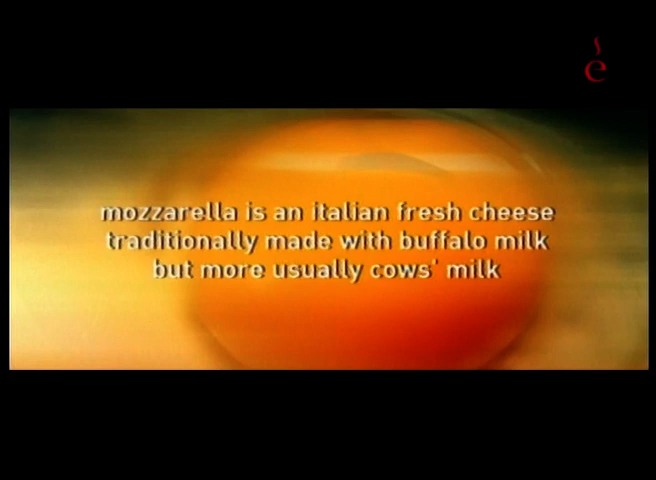 e
mozzarella is an italian fresh cheese
traditionally made with buffalo milk
but more usually cows' milk